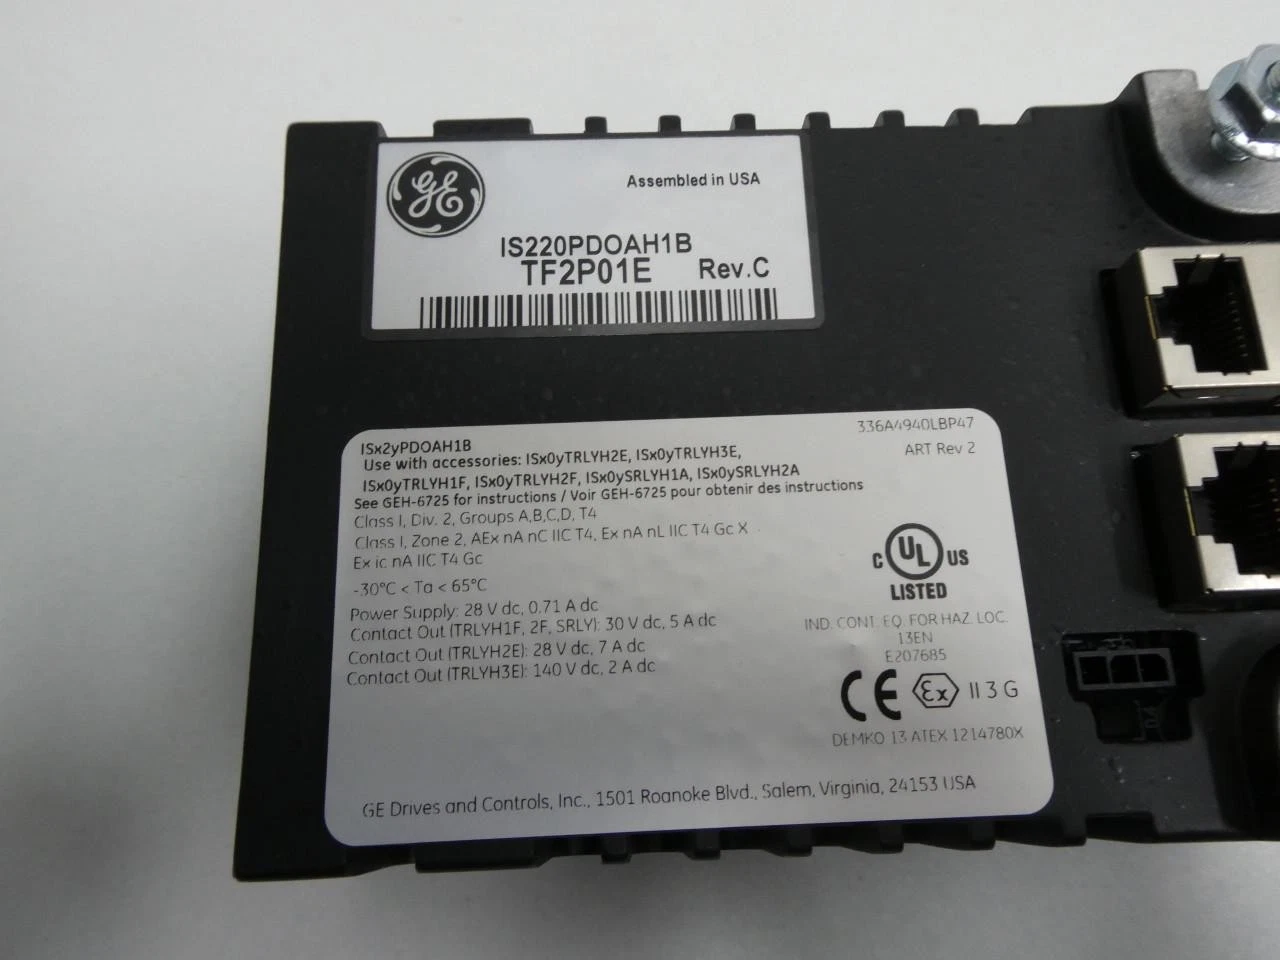 GE
Assembled in USA
IS220PDOAH1B
TF2P01E Rev.C
ISx2yPDOAH1B
336A4940LBP47
Use with accessories: ISx0yTRLYH2E, ISx0yTRLYH3E,
ART Rev 2
ISx0yTRLYH1F, ISx0yTRLYH2F, ISx0ySRLYH1A, ISx0ySRLYH2A
See GEH-6725 for instructions / Voir GEH-6725 pour obtenir des instructions
Class I, Div. 2, Groups A,B,C,D, T4
Class I, Zone 2, AEx nA nC IIC T4, Ex nA nL IIC T4 Gc X
Ex ic nA IIC T4 Gc
-30°C < Ta < 65°C
Power Supply: 28 V dc, 0.71 A dc
Contact Out (TRLYH1F, 2F, SRLY): 30 V dc, 5 A dc
Contact Out (TRLYH2E): 28 V dc, 7 A dc
Contact Out (TRLYH3E): 140 V dc, 2 A dc
C UL US
LISTED
IND. CONT. EQ. FOR HAZ. LOC.
13EN
E207685
CE Ex II 3 G
DEMKO 13 ATEX 1214780X
GE Drives and Controls, Inc., 1501 Roanoke Blvd., Salem, Virginia, 24153 USA